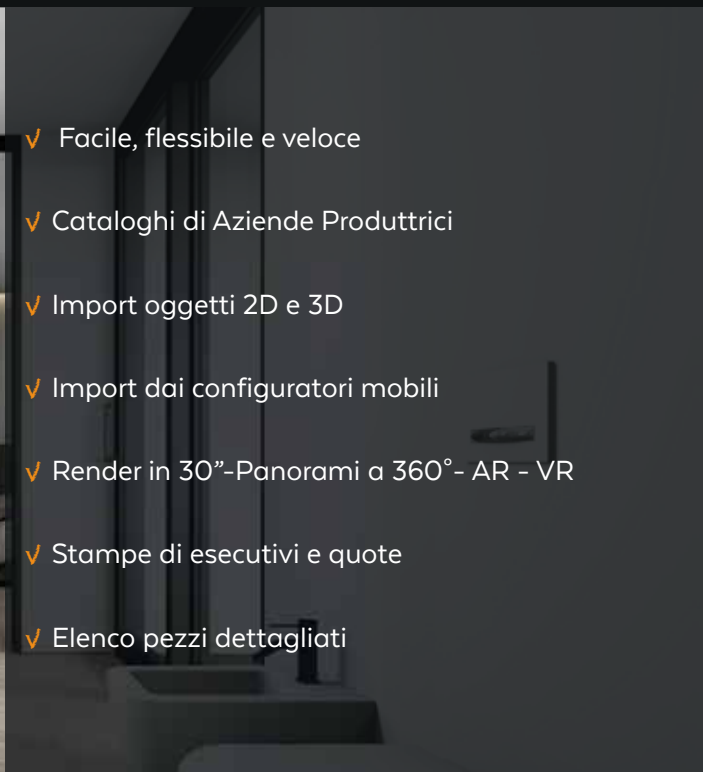 √ Facile, flessibile e veloce
√ Cataloghi di Aziende Produttrici
√ Import oggetti 2D e 3D
√ Import dai configuratori mobili
√ Render in 30”-Panorami a 360°- AR - VR
√ Stampe di esecutivi e quote
√ Elenco pezzi dettagliati